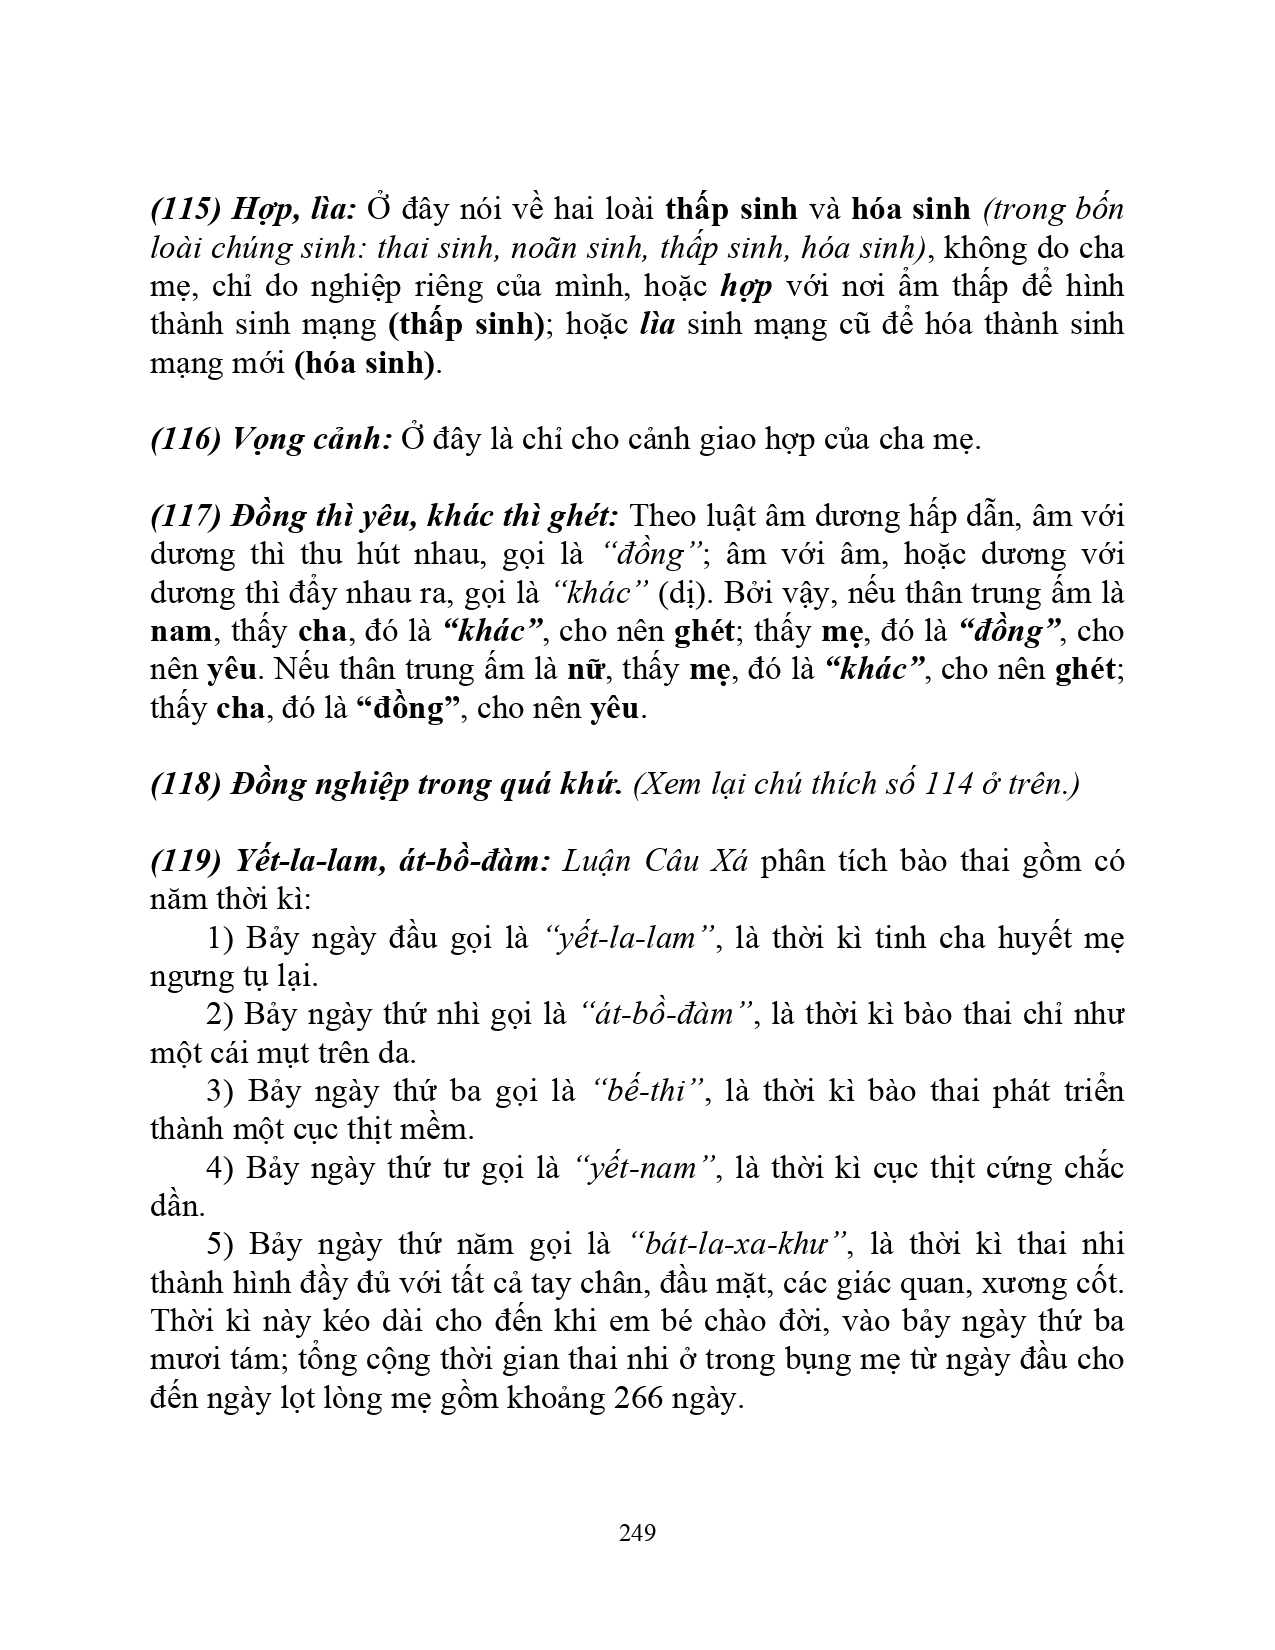 (115) Hợp, lìa: Ở đây nói về hai loài thấp sinh và hóa sinh (trong bốn
loài chúng sinh: thai sinh, noãn sinh, thấp sinh, hóa sinh), không do cha
mẹ, chỉ do nghiệp riêng của mình, hoặc hợp với nơi ẩm thấp để hình
thành sinh mạng (thấp sinh); hoặc lìa sinh mạng cũ để hóa thành sinh
mạng mới (hóa sinh).
(116) Vọng cảnh: Ở đây là chỉ cho cảnh giao hợp của cha mẹ.
(117) Đồng thì yêu, khác thì ghét: Theo luật âm dương hấp dẫn, âm với
dương thì thu hút nhau, gọi là “đồng”; âm với âm, hoặc dương với
dương thì đẩy nhau ra, gọi là “khác” (dị). Bởi vậy, nếu thân trung ấm là
nam, thấy cha, đó là “khác”, cho nên ghét; thấy mẹ, đó là “đồng”, cho
nên yêu. Nếu thân trung ấm là nữ, thấy mẹ, đó là “khác”, cho nên ghét;
thấy cha, đó là “đồng”, cho nên yêu.
(118) Đồng nghiệp trong quá khứ. (Xem lại chú thích số 114 ở trên.)
(119) Yết-la-lam, át-bồ-đàm: Luận Câu Xá phân tích bào thai gồm có
năm thời kì:
1) Bảy ngày đầu gọi là “yết-la-lam”, là thời kì tinh cha huyết mẹ
ngưng tụ lại.
2) Bảy ngày thứ nhì gọi là “át-bồ-đàm”, là thời kì bào thai chỉ như
một cái mụt trên da.
3) Bảy ngày thứ ba gọi là “bế-thi”, là thời kì bào thai phát triển
thành một cục thịt mềm.
4) Bảy ngày thứ tư gọi là “yết-nam”, là thời kì cục thịt cứng chắc
dần.
5) Bảy ngày thứ năm gọi là “bát-la-xa-khư”, là thời kì thai nhi
thành hình đầy đủ với tất cả tay chân, đầu mặt, các giác quan, xương cốt.
Thời kì này kéo dài cho đến khi em bé chào đời, vào bảy ngày thứ ba
mươi tám; tổng cộng thời gian thai nhi ở trong bụng mẹ từ ngày đầu cho
đến ngày lọt lòng mẹ gồm khoảng 266 ngày.
249